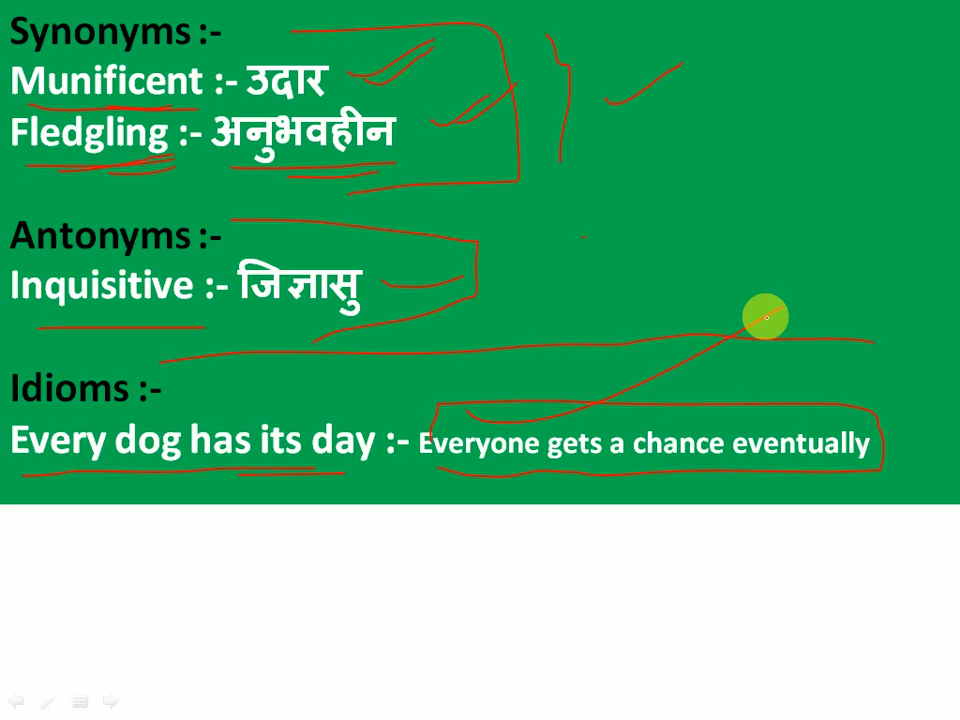 Synonyms :-
Munificent :- उदार
Fledgling :- अनुभवहीन
Antonyms :-
Inquisitive :- जिज्ञासु
Idioms :-
Every dog has its day :- Everyone gets a chance eventually